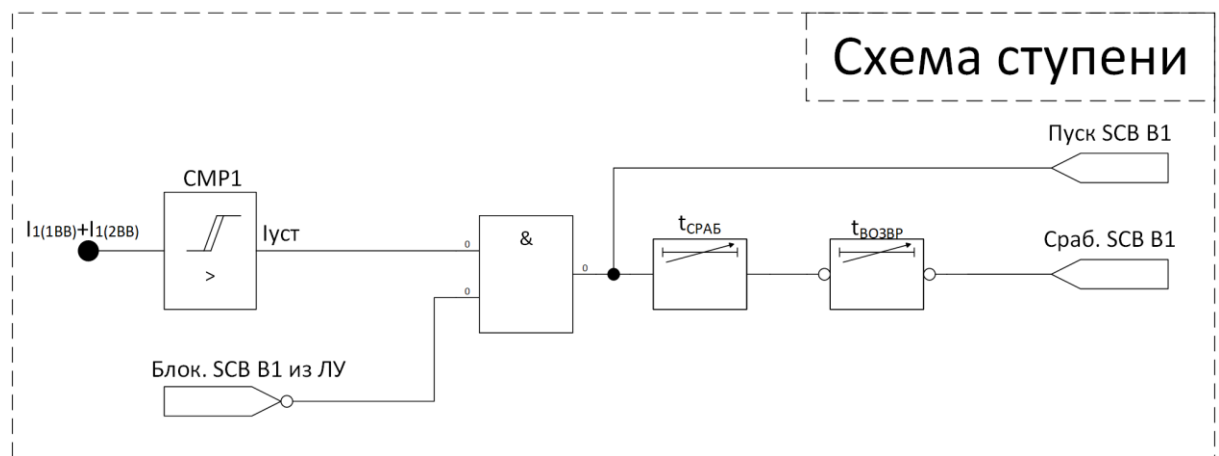 Схема ступени
Пуск SCB B1
CMP1
I1(1ВВ)+I1(2ВВ)
Iуст
>
0
0
&
0
tСРАБ
tВОЗВР
Сраб. SCB B1
Блок. SCB B1 из ЛУ